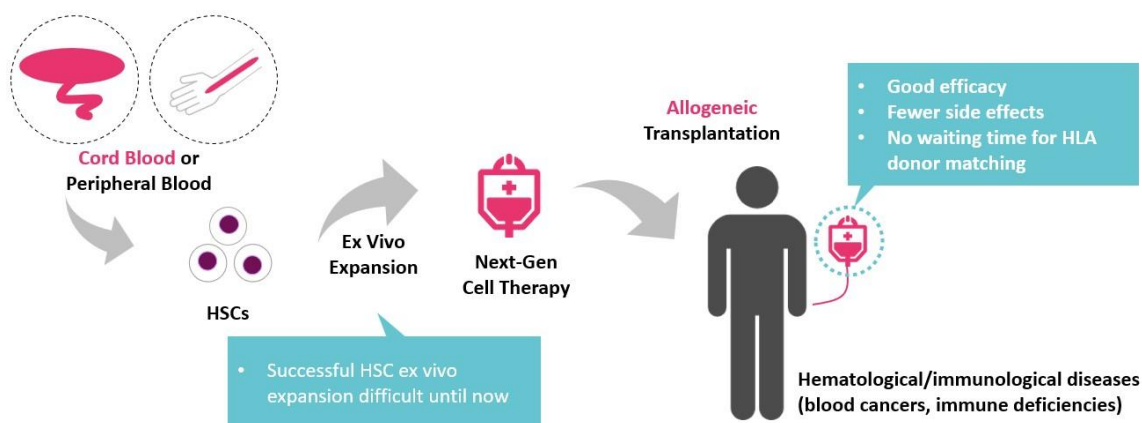 Cord Blood or
Peripheral Blood
HSCs
Ex Vivo
Expansion
• Successful HSC ex vivo
expansion difficult until now
Next-Gen
Cell Therapy
Allogeneic
Transplantation
• Good efficacy
• Fewer side effects
• No waiting time for HLA
donor matching
Hematological/immunological diseases
(blood cancers, immune deficiencies)